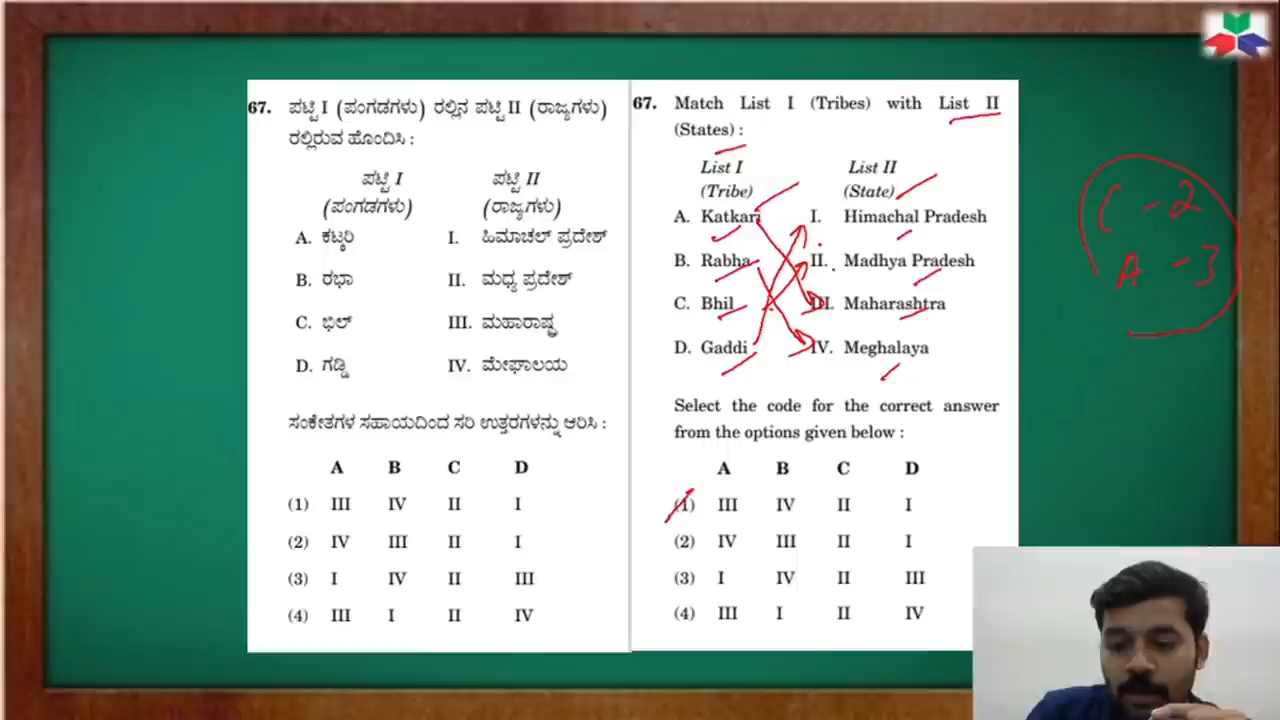 67. ಪಟ್ಟಿ I (ಪಂಗಡಗಳು) ರಲ್ಲಿನ ಪಟ್ಟಿ II (ರಾಜ್ಯಗಳು)
ರಲ್ಲಿರುವ ಹೊಂದಿಸಿ :
ಪಟ್ಟಿ I ಪಟ್ಟಿ II
(ಪಂಗಡಗಳು) (ರಾಜ್ಯಗಳು)
A. ಕಟ್ಕರಿ I. ಹಿಮಾಚಲ್ ಪ್ರದೇಶ್
B. ರಭಾ II. ಮಧ್ಯ ಪ್ರದೇಶ್
C. ಭಿಲ್ III. ಮಹಾರಾಷ್ಟ್ರ
D. ಗಡ್ಡಿ IV. ಮೇಘಾಲಯ
ಸಂಕೇತಗಳ ಸಹಾಯದಿಂದ ಸರಿ ಉತ್ತರಗಳನ್ನು ಆರಿಸಿ :
A B C D
(1) III IV II I
(2) IV III II I
(3) I IV II III
(4) III I II IV
67. Match List I (Tribes) with List II
(States) :
List I List II
(Tribe) (State)
A. Katkari I. Himachal Pradesh
B. Rabha II. Madhya Pradesh
C. Bhil III. Maharashtra
D. Gaddi IV. Meghalaya
Select the code for the correct answer
from the options given below :
A B C D
(1) III IV II I
(2) IV III II I
(3) I IV II III
(4) III I II IV
C - 2
A - 3